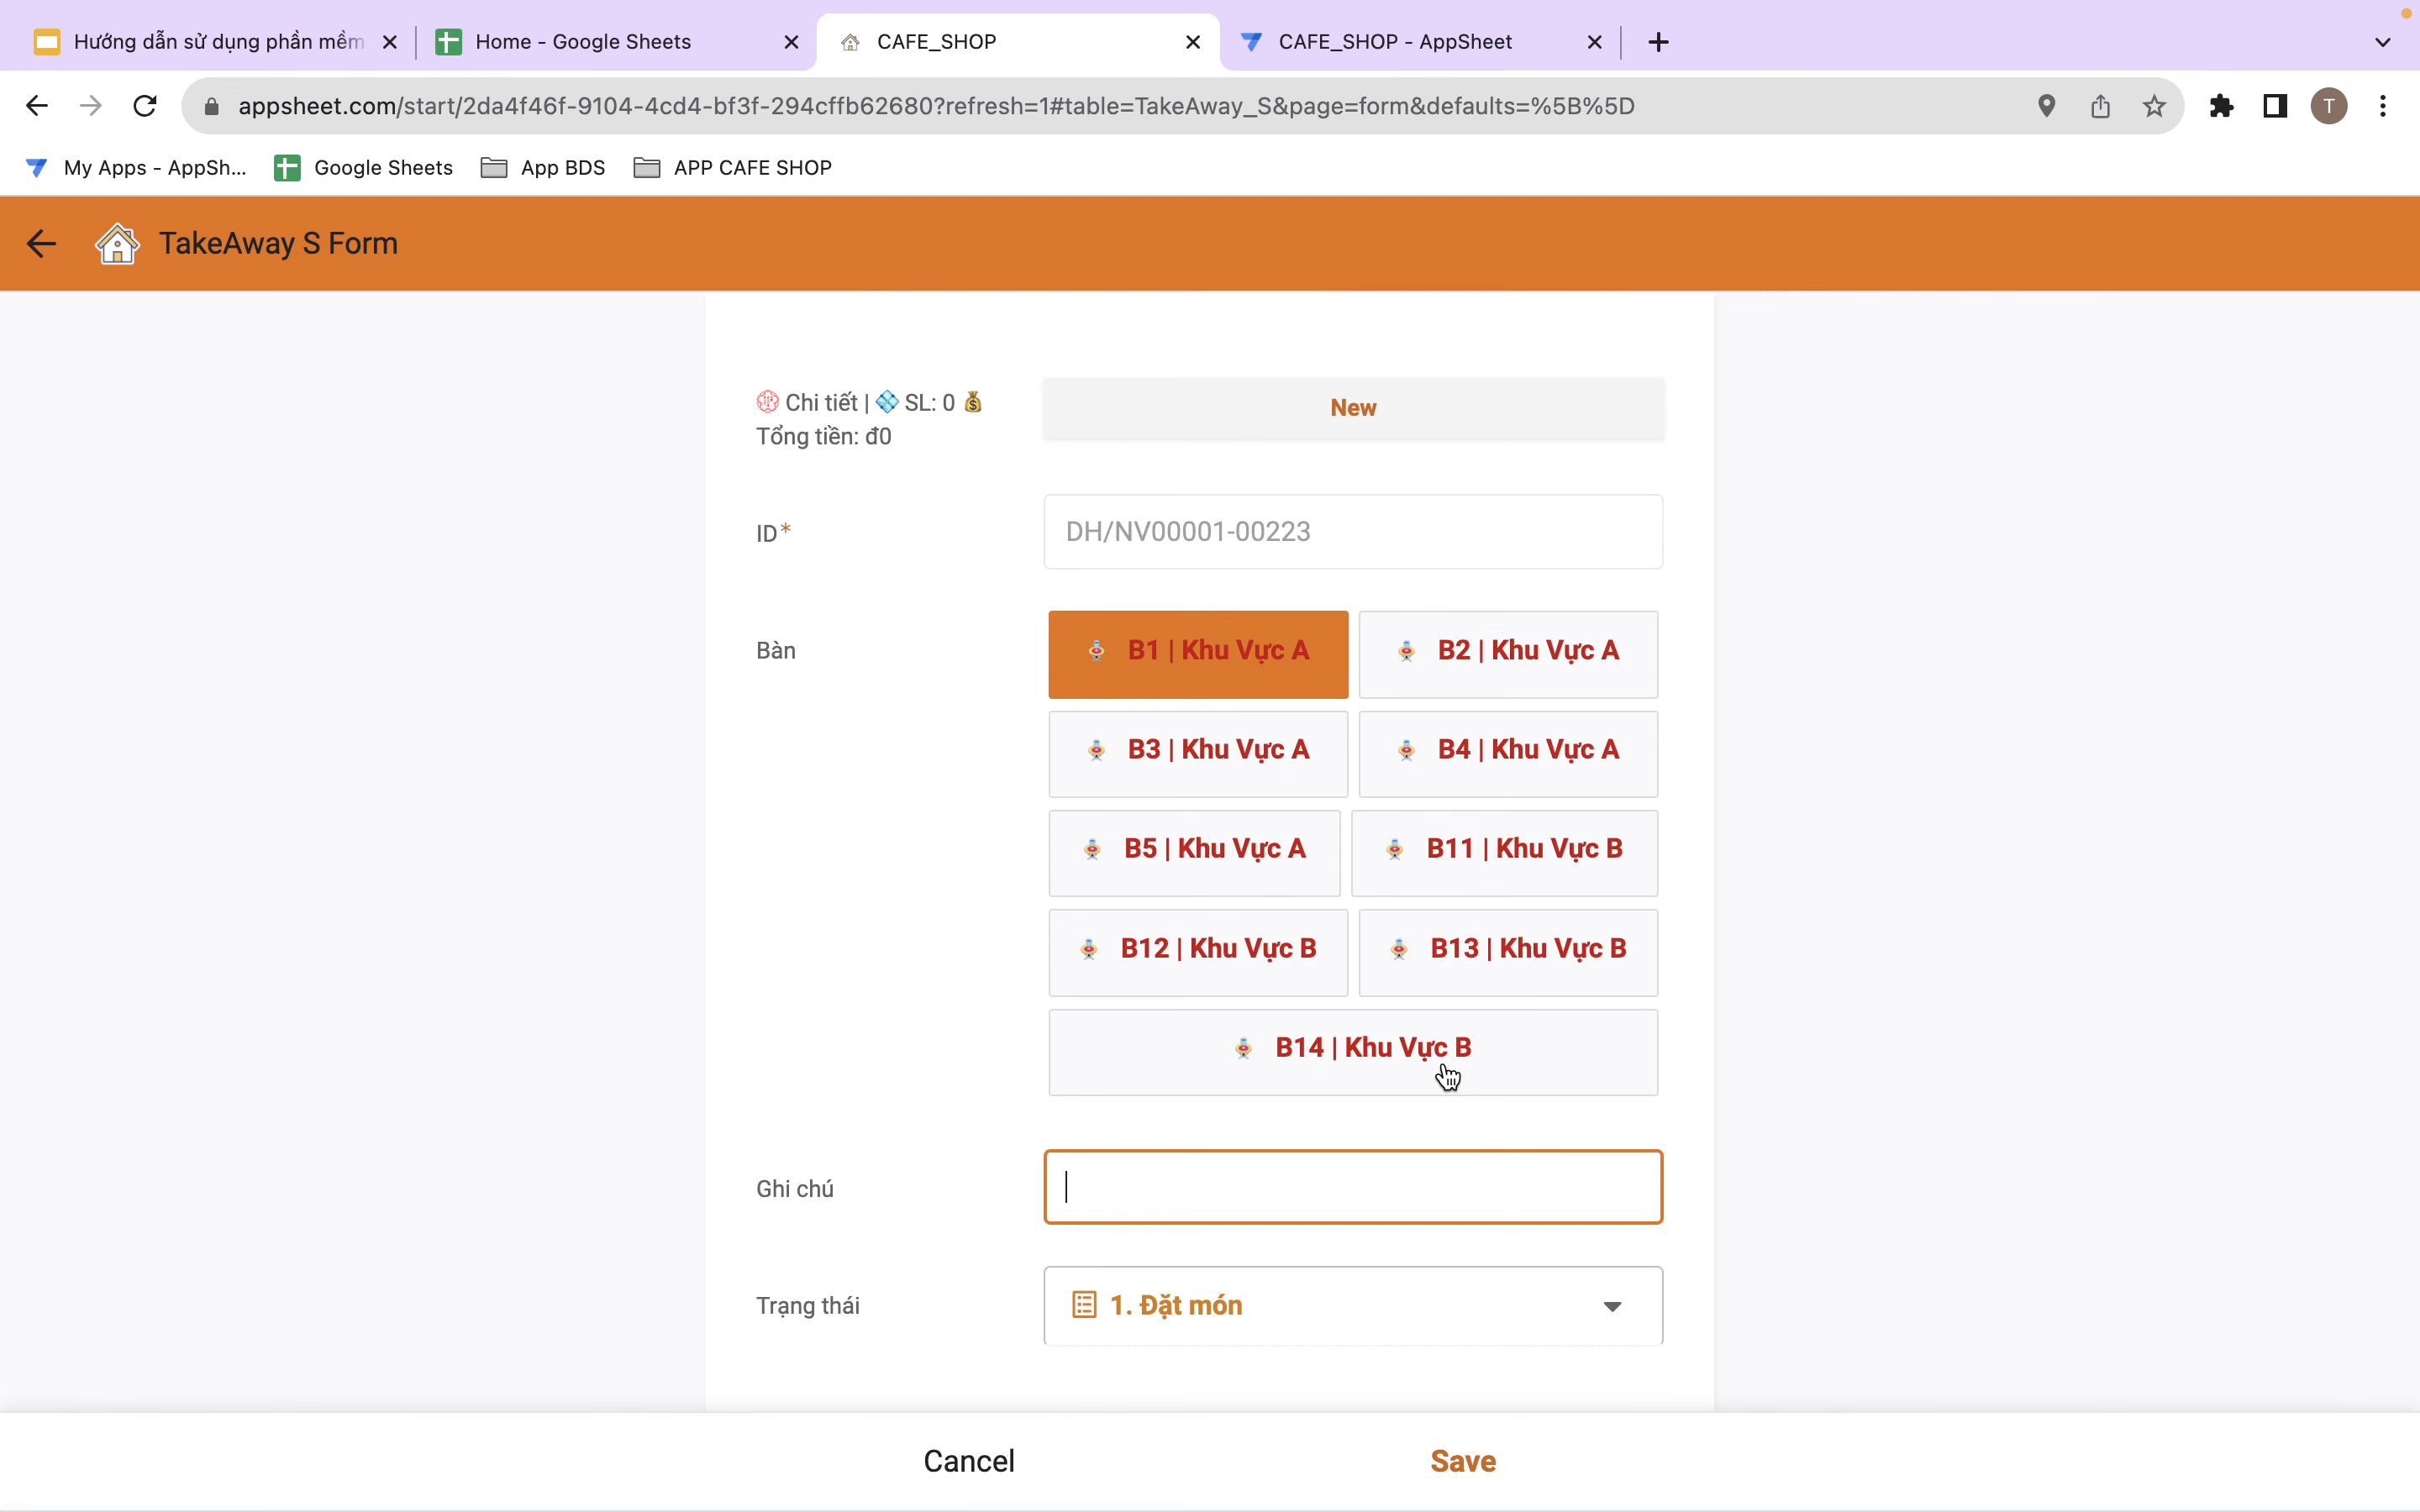 Hướng dẫn sử dụng phần mềm
Home - Google Sheets
CAFE_SHOP
CAFE_SHOP - AppSheet
appsheet.com/start/2da4f46f-9104-4cd4-bf3f-294cffb62680?refresh=1#table=TakeAway_S&page=form&defaults=%5B%5D
T
My Apps - AppSh...
Google Sheets
App BDS
APP CAFE SHOP
TakeAway S Form
Chi tiết | 💠 SL: 0 💰
Tổng tiền: đ0
New
ID*
DH/NV00001-00223
Bàn
B1 | Khu Vực A
B2 | Khu Vực A
B3 | Khu Vực A
B4 | Khu Vực A
B5 | Khu Vực A
B11 | Khu Vực B
B12 | Khu Vực B
B13 | Khu Vực B
B14 | Khu Vực B
Ghi chú
Trạng thái
1. Đặt món
Cancel
Save